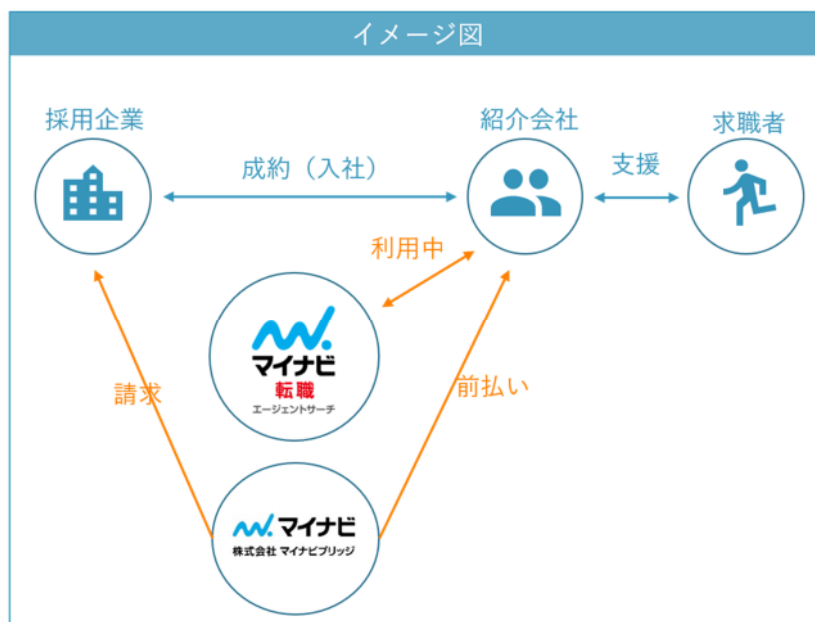 イメージ図
採用企業
紹介会社
求職者
成約（入社）
支援
利用中
マイナビ
転職
エージェントサーチ
請求
前払い
マイナビ
株式会社 マイナビブリッジ